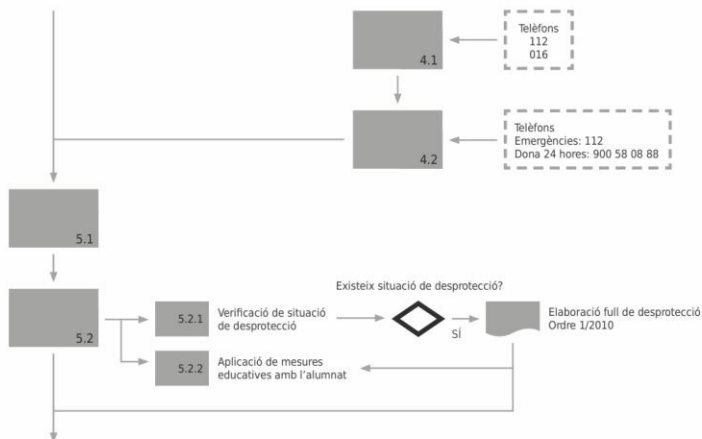 4.1
Telèfons
112
016
4.2
Telèfons
Emergències: 112
Dona 24 hores: 900 58 08 88
5.1
5.2
Existeix situació de desprotecció?
5.2.1
Verificació de situació
de desprotecció
SÍ
Elaboració full de desprotecció
Ordre 1/2010
5.2.2
Aplicació de mesures
educatives amb l'alumnat